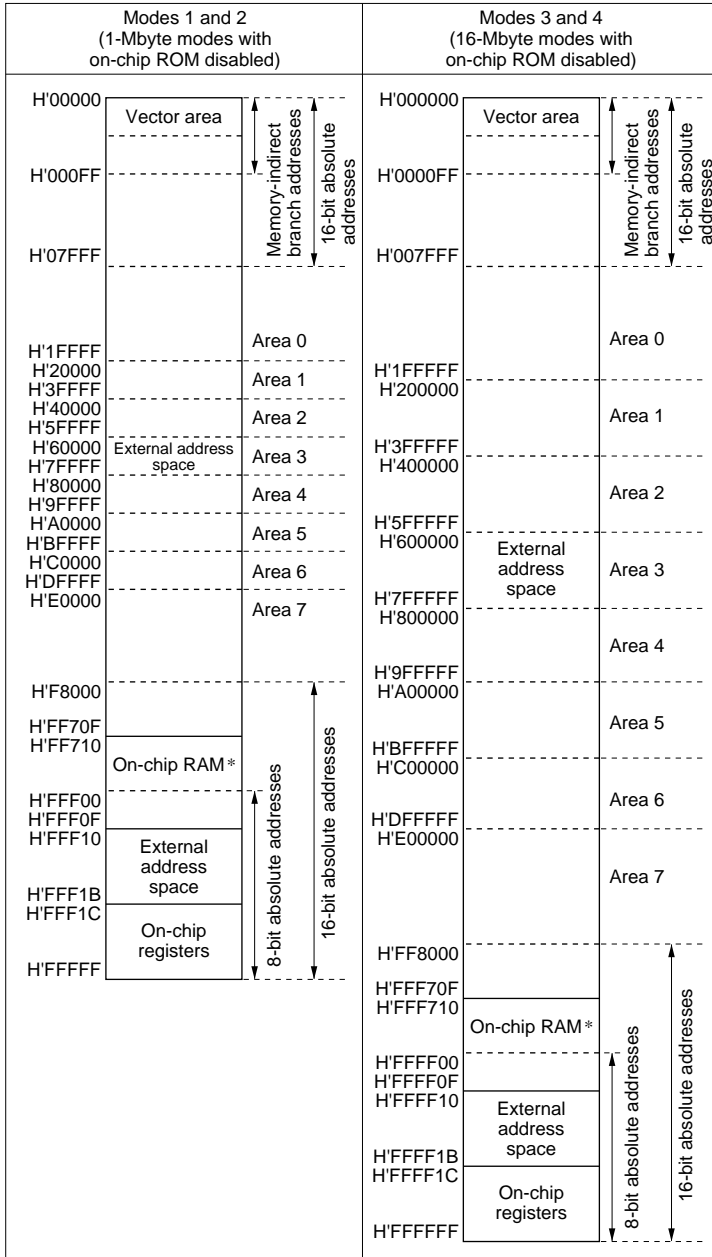 Modes 1 and 2
(1-Mbyte modes with
on-chip ROM disabled)
H'00000
Vector area
H'000FF
H'07FFF
Memory-indirect
branch addresses
16-bit absolute
addresses
H'1FFFF
Area 0
H'20000
H'3FFFF
Area 1
H'40000
H'5FFFF
Area 2
H'60000
H'7FFFF
External address
space
Area 3
H'80000
H'9FFFF
Area 4
H'A0000
H'BFFFF
Area 5
H'C0000
H'DFFFF
Area 6
H'E0000
Area 7
H'F8000
H'FF70F
H'FF710
On-chip RAM*
H'FFF00
H'FFF0F
H'FFF10
External
address
space
H'FFF1B
H'FFF1C
On-chip
registers
H'FFFFF
8-bit absolute addresses
16-bit absolute addresses
Modes 3 and 4
(16-Mbyte modes with
on-chip ROM disabled)
H'000000
Vector area
H'0000FF
H'007FFF
Memory-indirect
branch addresses
16-bit absolute
addresses
Area 0
H'1FFFFF
H'200000
Area 1
H'3FFFFF
H'400000
Area 2
H'5FFFFF
H'600000
External
address
space
Area 3
H'7FFFFF
H'800000
Area 4
H'9FFFFF
H'A00000
Area 5
H'BFFFFF
H'C00000
Area 6
H'DFFFFF
H'E00000
Area 7
H'FF8000
H'FFF70F
H'FFF710
On-chip RAM*
H'FFFF00
H'FFFF0F
H'FFFF10
External
address
space
H'FFFF1B
H'FFFF1C
On-chip
registers
H'FFFFFF
8-bit absolute addresses
16-bit absolute addresses